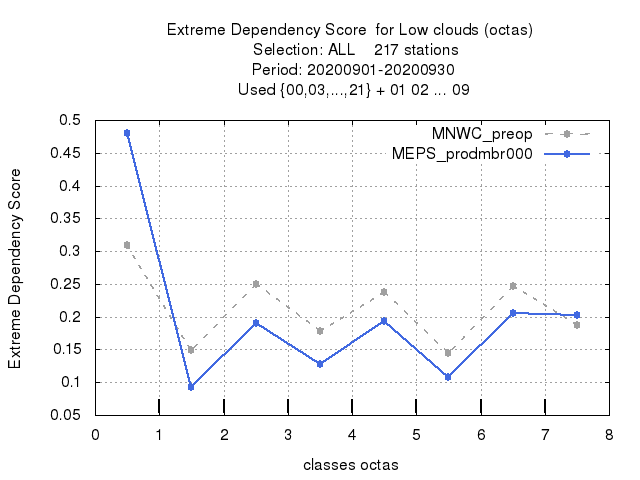 Extreme Dependency Score  for Low clouds (octas)
Selection: ALL    217 stations
Period: 20200901-20200930
Used {00,03,...,21} + 01 02 ... 09
MNWC_preop
MEPS_prodmbr000
Extreme Dependency Score
0.5
0.45
0.4
0.35
0.3
0.25
0.2
0.15
0.1
0.05
0 1 2 3 4 5 6 7 8
classes octas